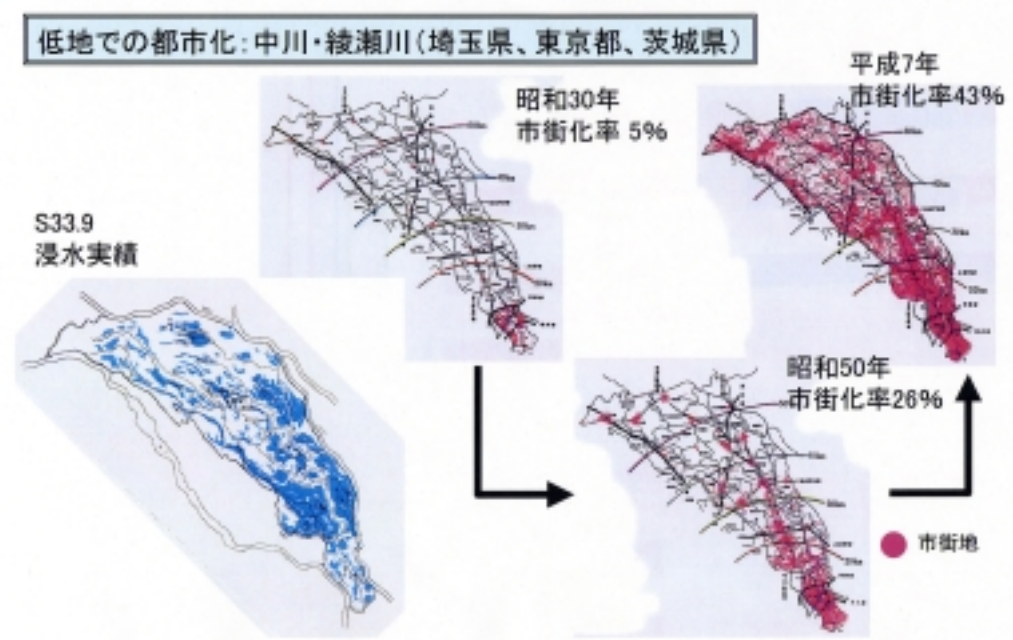 低地での都市化：中川・綾瀬川（埼玉県、東京都、茨城県）
昭和30年
市街化率 5%
平成7年
市街化率43%
S33.9
浸水実績
昭和50年
市街化率26%
市街地